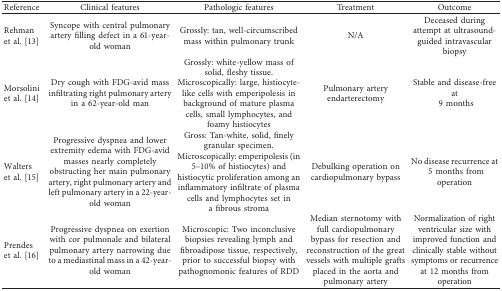 Reference Clinical features Pathologic features Treatment Outcome
Rehman et al. [13]
Syncope with central pulmonary
artery filling defect in a 61-year-
old woman
Grossly: tan, well-circumscribed
mass within pulmonary trunk
N/A
Deceased during
attempt at ultrasound-
guided intravascular
biopsy
Morsolini
et al. [14]
Dry cough with FDG-avid mass
infiltrating right pulmonary artery
in a 62-year-old man
Grossly: white-yellow mass of
solid, fleshy tissue.
Microscopically: large, histiocyte-
like cells with emperipolesis in
background of mature plasma
cells, small lymphocytes, and
foamy histiocytes
Pulmonary artery
endarterectomy
Stable and disease-free
at
9 months
Walters
et al. [15]
Progressive dyspnea and lower
extremity edema with FDG-avid
masses nearly completely
obstructing her main pulmonary
artery, right pulmonary artery and
left pulmonary artery in a 22-year-
old woman
Gross: Tan-white, solid, finely
granular specimen.
Microscopically: emperipolesis (in
5–10% of histiocytes) and
histiocytic proliferation among an
inflammatory infiltrate of plasma
cells and lymphocytes set in
a fibrous stroma
Debulking operation on
cardiopulmonary bypass
No disease recurrence at
5 months from
operation
Prendes
et al. [16]
Progressive dyspnea on exertion
with cor pulmonale and bilateral
pulmonary artery narrowing due
to a mediastinal mass in a 42-year-
old woman
Microscopic: Two inconclusive
biopsies revealing lymph and
fibroadipose tissue, respectively,
prior to successful biopsy with
pathognomonic features of RDD
Median sternotomy with
full cardiopulmonary
bypass for resection and
reconstruction of the great
vessels with multiple grafts
placed in the aorta and
pulmonary artery
Normalization of right
ventricular size with
improved function and
clinically stable without
symptoms or recurrence
at 12 months from
operation